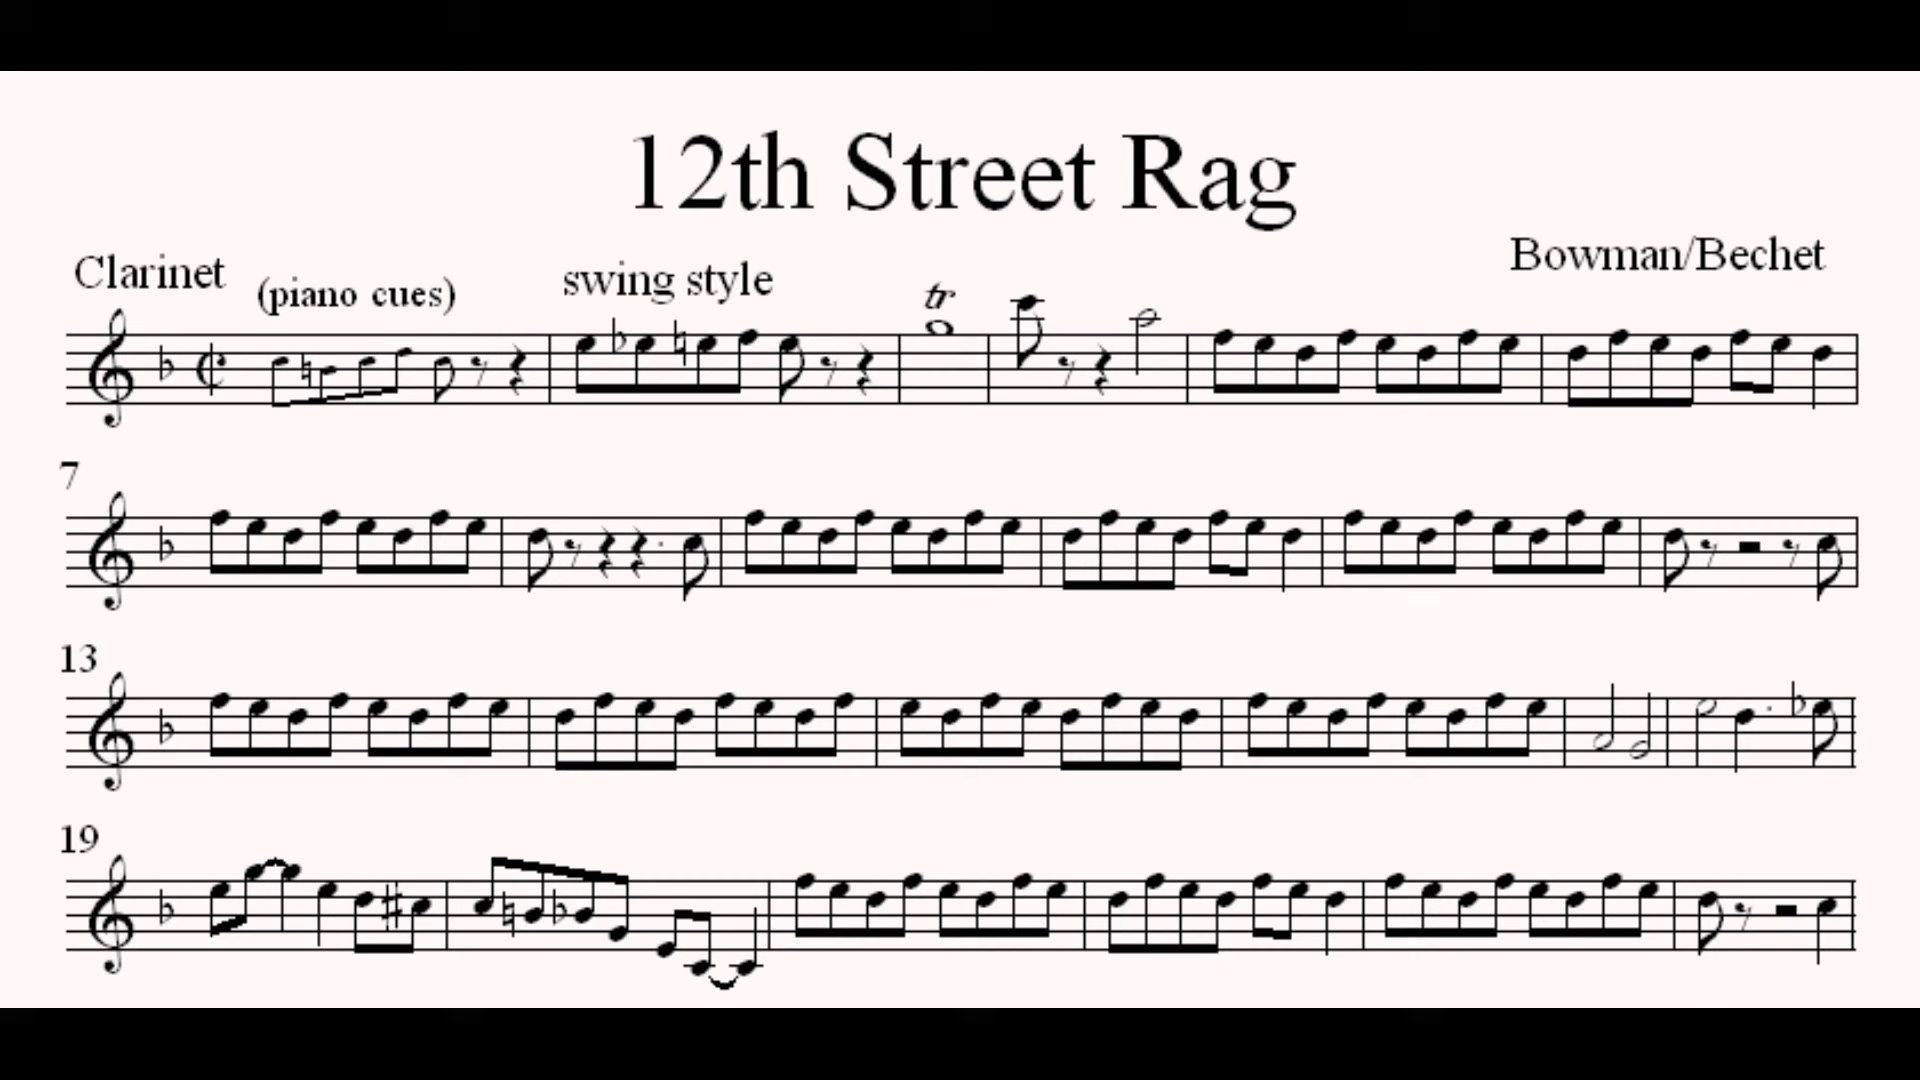 12th Street Rag
Clarinet
(piano cues)
swing style
Bowman/Bechet
tr
7
13
19